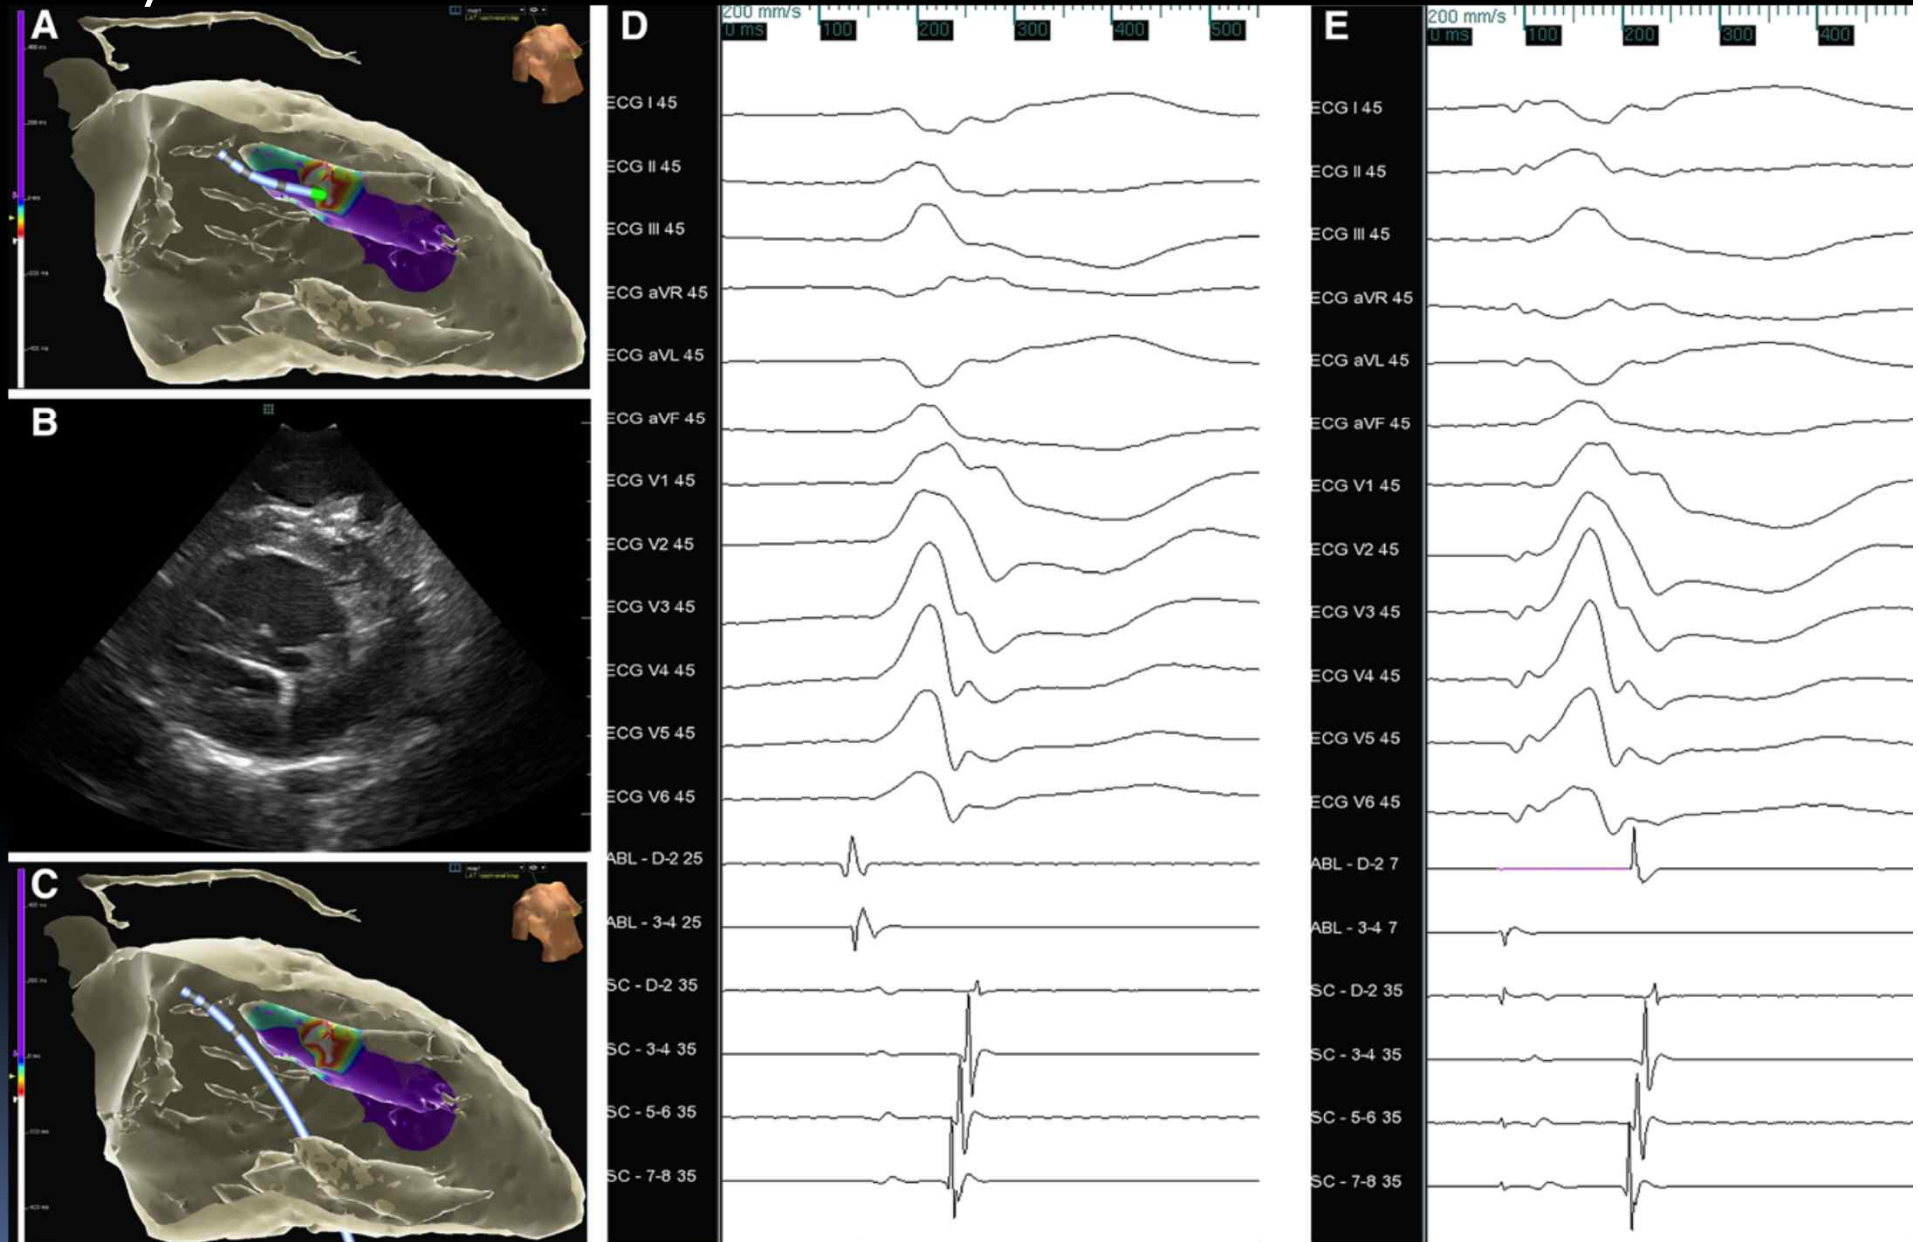 A
B
C
D
200 mm/s
0 ms 100 200 300 400 500
ECG I 45
ECG II 45
ECG III 45
ECG aVR 45
ECG aVL 45
ECG aVF 45
ECG V1 45
ECG V2 45
ECG V3 45
ECG V4 45
ECG V5 45
ECG V6 45
ABL - D-2 25
ABL - 3-4 25
SC - D-2 35
SC - 3-4 35
SC - 5-6 35
SC - 7-8 35
E
200 mm/s
0 ms 100 200 300 400
ECG I 45
ECG II 45
ECG III 45
ECG aVR 45
ECG aVL 45
ECG aVF 45
ECG V1 45
ECG V2 45
ECG V3 45
ECG V4 45
ECG V5 45
ECG V6 45
ABL - D-2 7
ABL - 3-4 7
SC - D-2 35
SC - 3-4 35
SC - 5-6 35
SC - 7-8 35